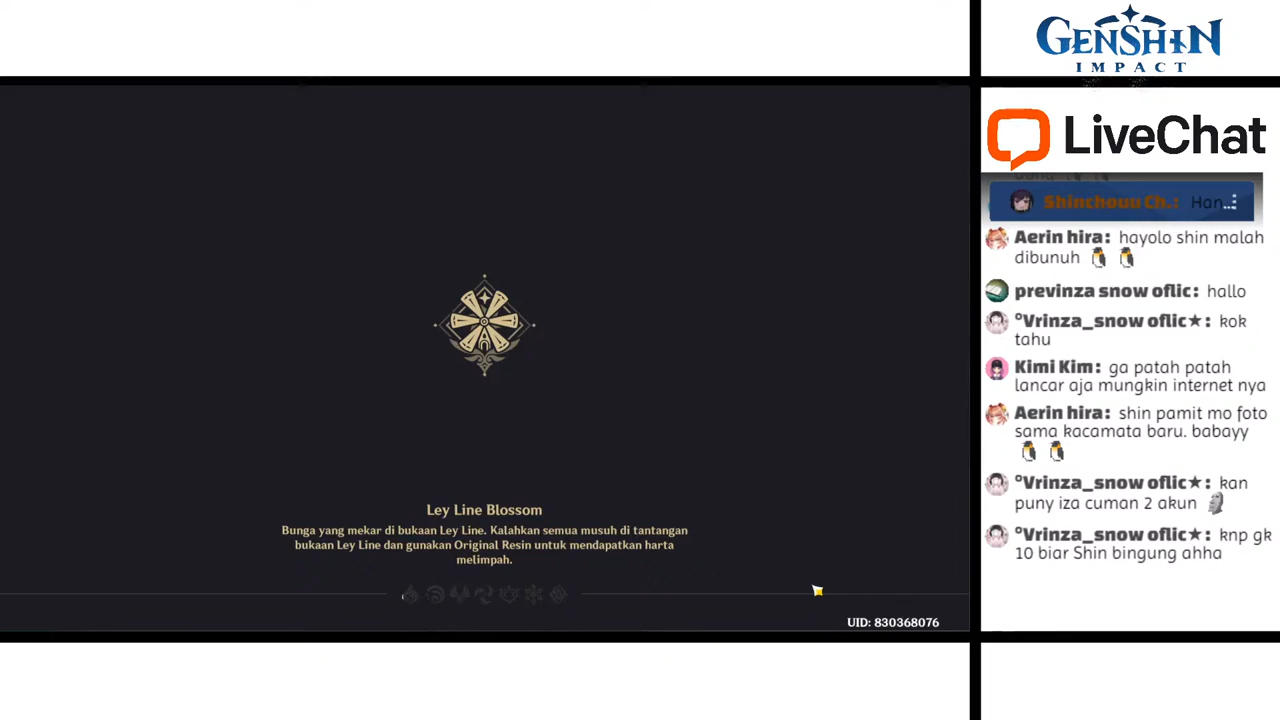 GENSHIN
IMPACT
LiveChat
Shinchouu Ch.: Han...
Aerin hira: hayolo shin malah
dibunuh
previnza snow oflic: hallo
°Vrinza_snow oflic★: kok
tahu
Kimi Kim: ga patah patah
lancar aja mungkin internet nya
Aerin hira: shin pamit mo foto
sama kacamata baru. babayy
°Vrinza_snow oflic★: kan
puny iza cuman 2 akun
°Vrinza_snow oflic★: knp gk
10 biar Shin bingung ahha
Ley Line Blossom
Bunga yang mekar di bukaan Ley Line. Kalahkan semua musuh di tantangan
bukaan Ley Line dan gunakan Original Resin untuk mendapatkan harta
melimpah.
UID: 830368076